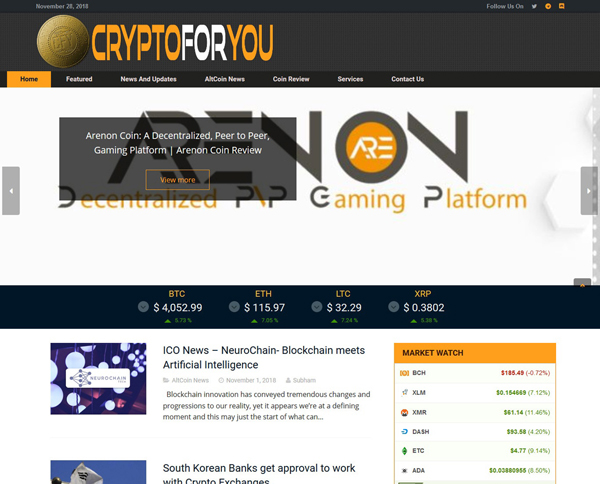 November 28, 2018
Follow Us On
CRYPTOFORYOU
Home Featured News And Updates AltCoin News Coin Review Services Contact Us
ARENON
ARE
Arenon Coin: A Decentralized, Peer to Peer,
Gaming Platform | Arenon Coin Review
View more
Decentralized P\P Gaming Platform
BTC ETH LTC XRP
$ 4,052.99 $ 115.97 $ 32.29 $ 0.3802
5.73 % 7.05 % 7.24 % 5.38 %
ICO News – NeuroChain- Blockchain meets
Artificial Intelligence
AltCoin News November 1, 2018 Subham
NEUROCHAIN
Blockchain innovation has conveyed tremendous changes and
progressions to our reality, yet it appears we're at a defining
moment and this may just the start of what can...
South Korean Banks get approval to work
with Crypto Exchanges
MARKET WATCH
BCH $185.48 (-0.72%)
XLM $0.154669 (7.12%)
XMR $61.14 (11.46%)
DASH $93.58 (4.20%)
ETC $4.77 (9.14%)
ADA $0.03880955 (6.50%)